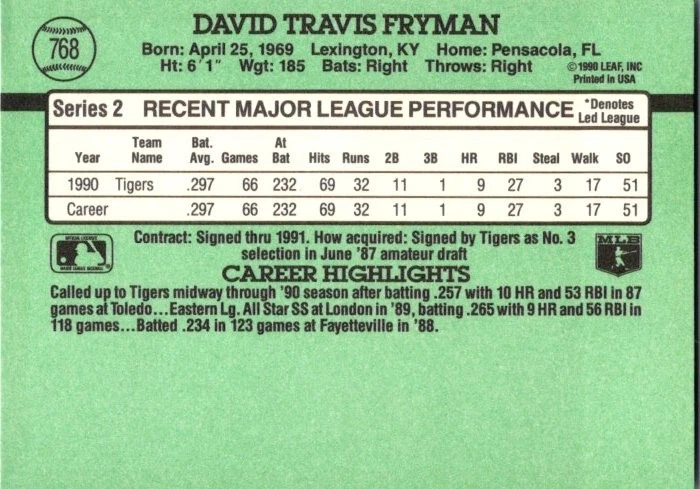 768
DAVID TRAVIS FRYMAN
Born: April 25, 1969 Lexington, KY Home: Pensacola, FL
Ht: 6'1" Wgt: 185 Bats: Right Throws: Right
©1990 LEAF, INC
Printed in USA
Series 2 RECENT MAJOR LEAGUE PERFORMANCE
*Denotes
Led League
Year Team Name Bat. Avg. Games At Bat Hits Runs 2B 3B HR RBI Steal Walk SO
1990 Tigers .297 66 232 69 32 11 1 9 27 3 17 51
Career .297 66 232 69 32 11 1 9 27 3 17 51
Contract: Signed thru 1991. How acquired: Signed by Tigers as No. 3
selection in June '87 amateur draft
MLB
CAREER HIGHLIGHTS
Called up to Tigers midway through '90 season after batting .257 with 10 HR and 53 RBI in 87
games at Toledo...Eastern Lg. All Star SS at London in '89, batting .265 with 9 HR and 56 RBI in
118 games...Batted .234 in 123 games at Fayetteville in '88.